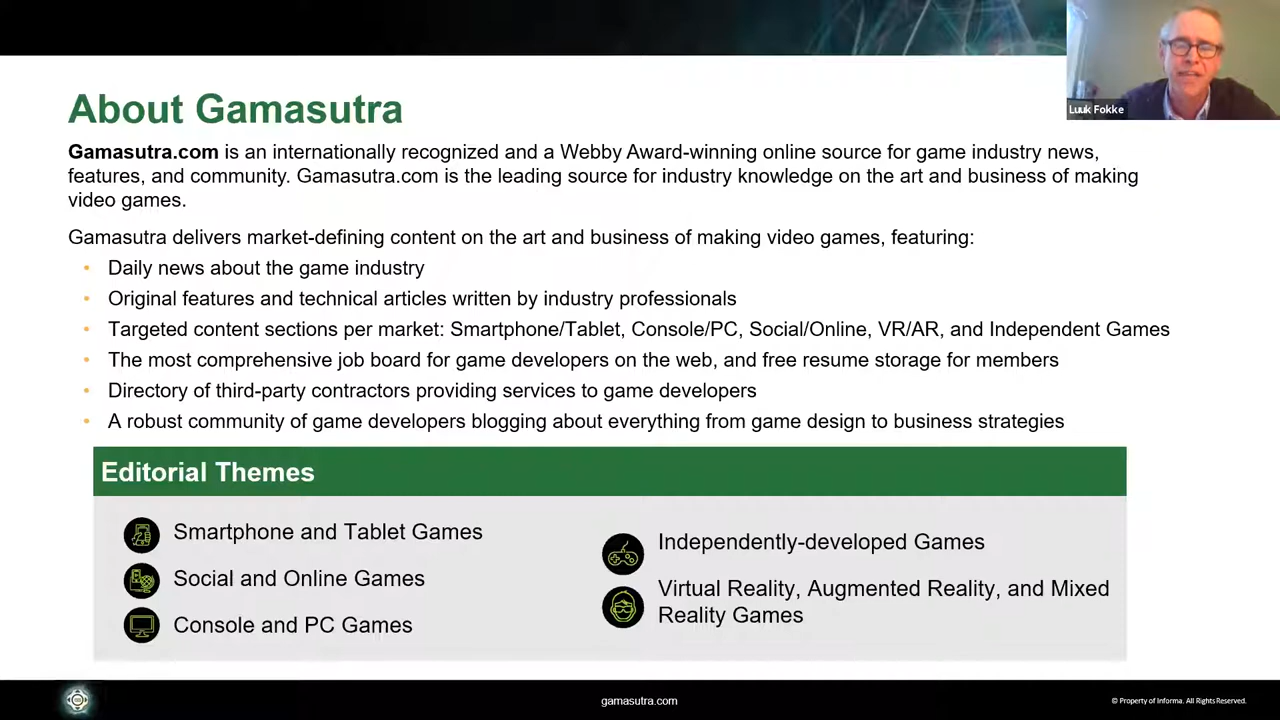 Luuk Fokke
About Gamasutra
Gamasutra.com is an internationally recognized and a Webby Award-winning online source for game industry news,
features, and community. Gamasutra.com is the leading source for industry knowledge on the art and business of making
video games.
Gamasutra delivers market-defining content on the art and business of making video games, featuring:
• Daily news about the game industry
• Original features and technical articles written by industry professionals
• Targeted content sections per market: Smartphone/Tablet, Console/PC, Social/Online, VR/AR, and Independent Games
• The most comprehensive job board for game developers on the web, and free resume storage for members
• Directory of third-party contractors providing services to game developers
• A robust community of game developers blogging about everything from game design to business strategies
Editorial Themes
Smartphone and Tablet Games
Social and Online Games
Console and PC Games
Independently-developed Games
Virtual Reality, Augmented Reality, and Mixed
Reality Games
gamasutra.com
© Property of Informa. All Rights Reserved.